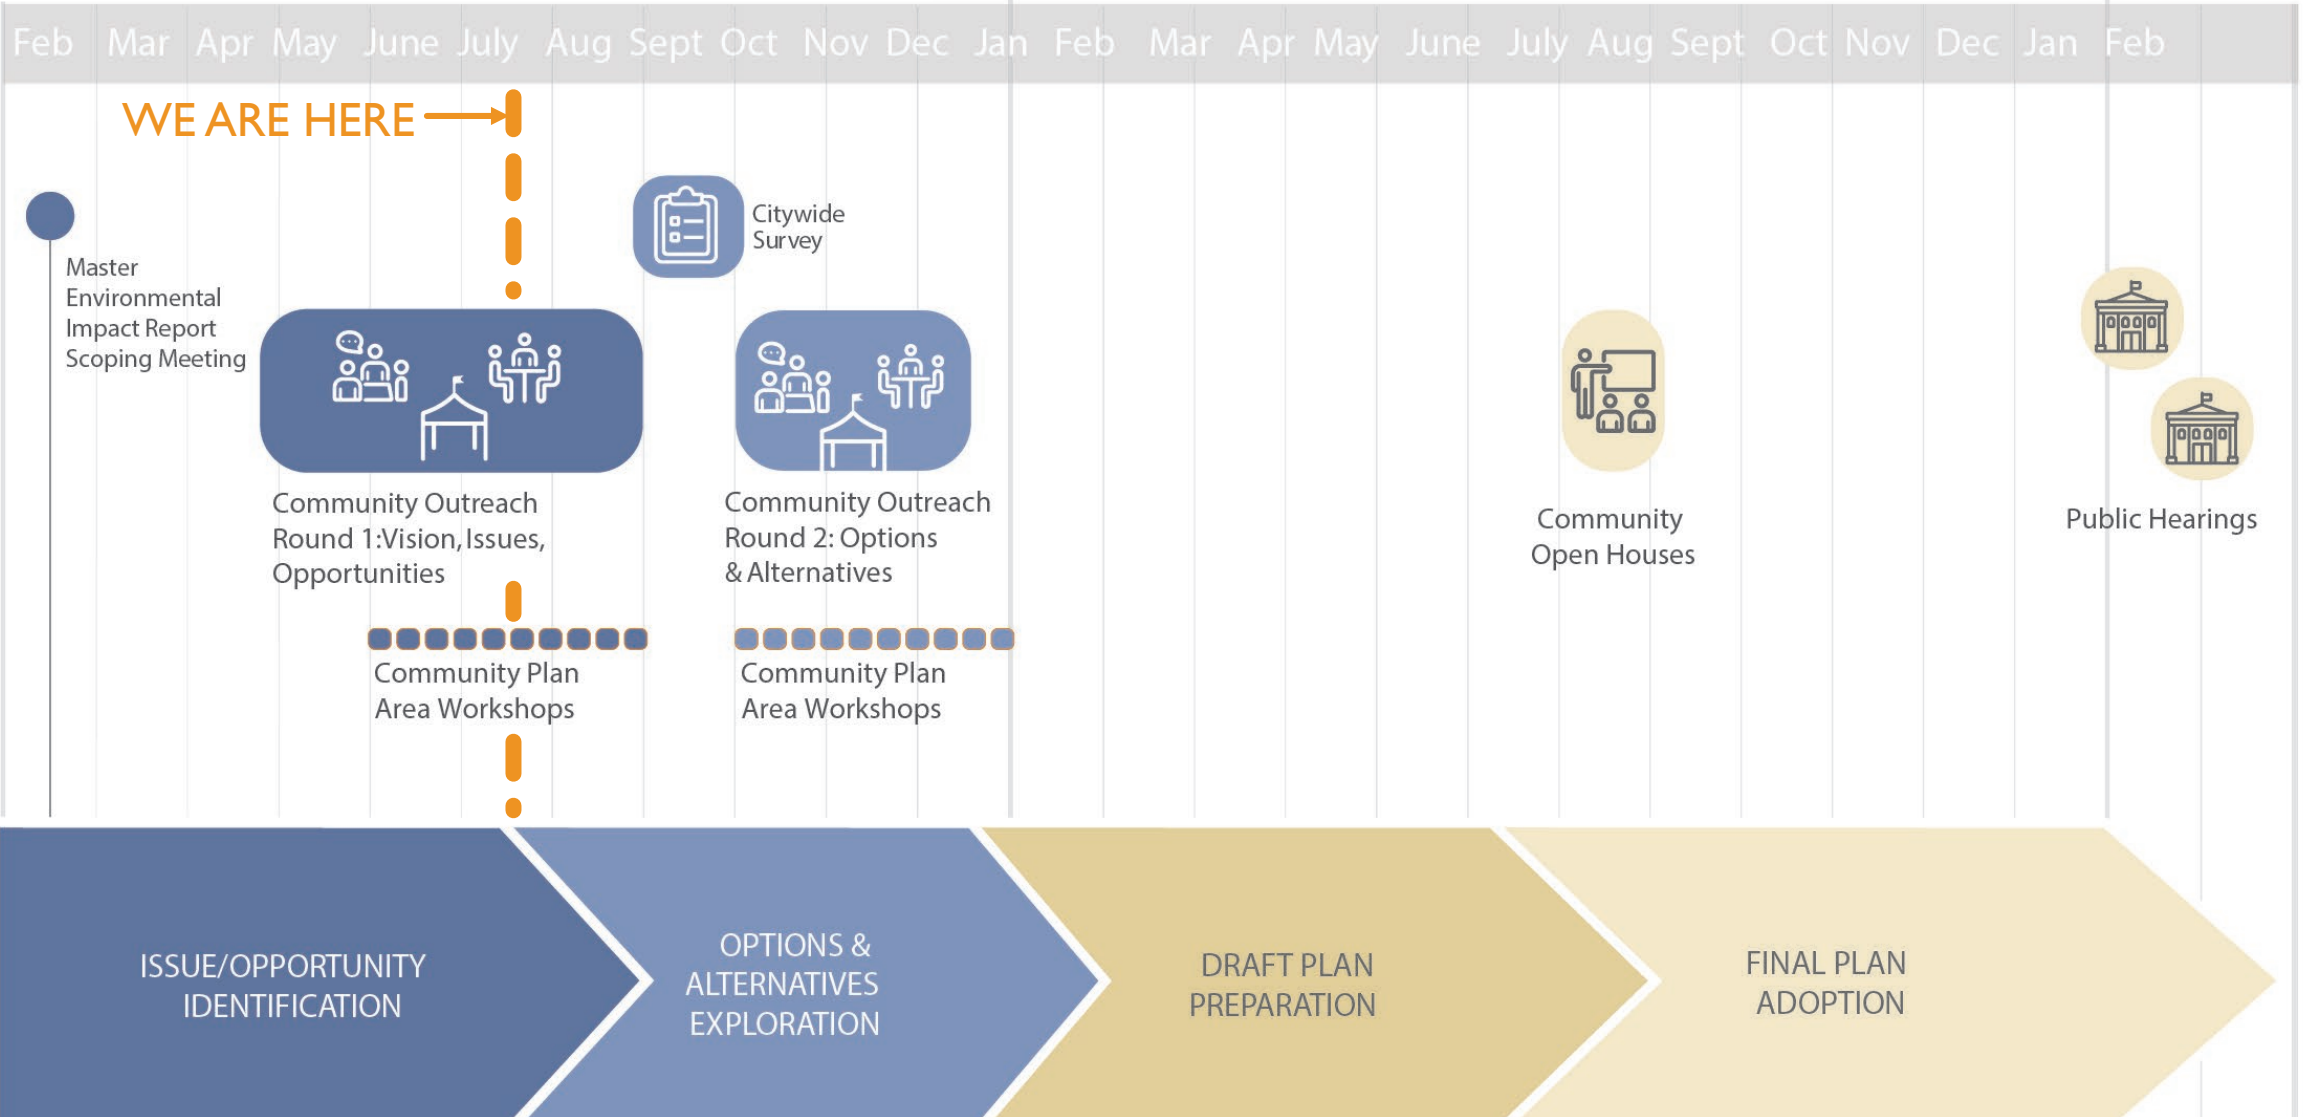 Feb Mar Apr May June July Aug Sept Oct Nov Dec Jan Feb Mar Apr May June July Aug Sept Oct Nov Dec Jan Feb
WE ARE HERE
Citywide
Survey
Master
Environmental
Impact Report
Scoping Meeting
Community Outreach
Round 1:Vision, Issues,
Opportunities
Community Outreach
Round 2: Options
& Alternatives
Community
Open Houses
Public Hearings
Community Plan
Area Workshops
Community Plan
Area Workshops
ISSUE/OPPORTUNITY
IDENTIFICATION
OPTIONS &
ALTERNATIVES
EXPLORATION
DRAFT PLAN
PREPARATION
FINAL PLAN
ADOPTION